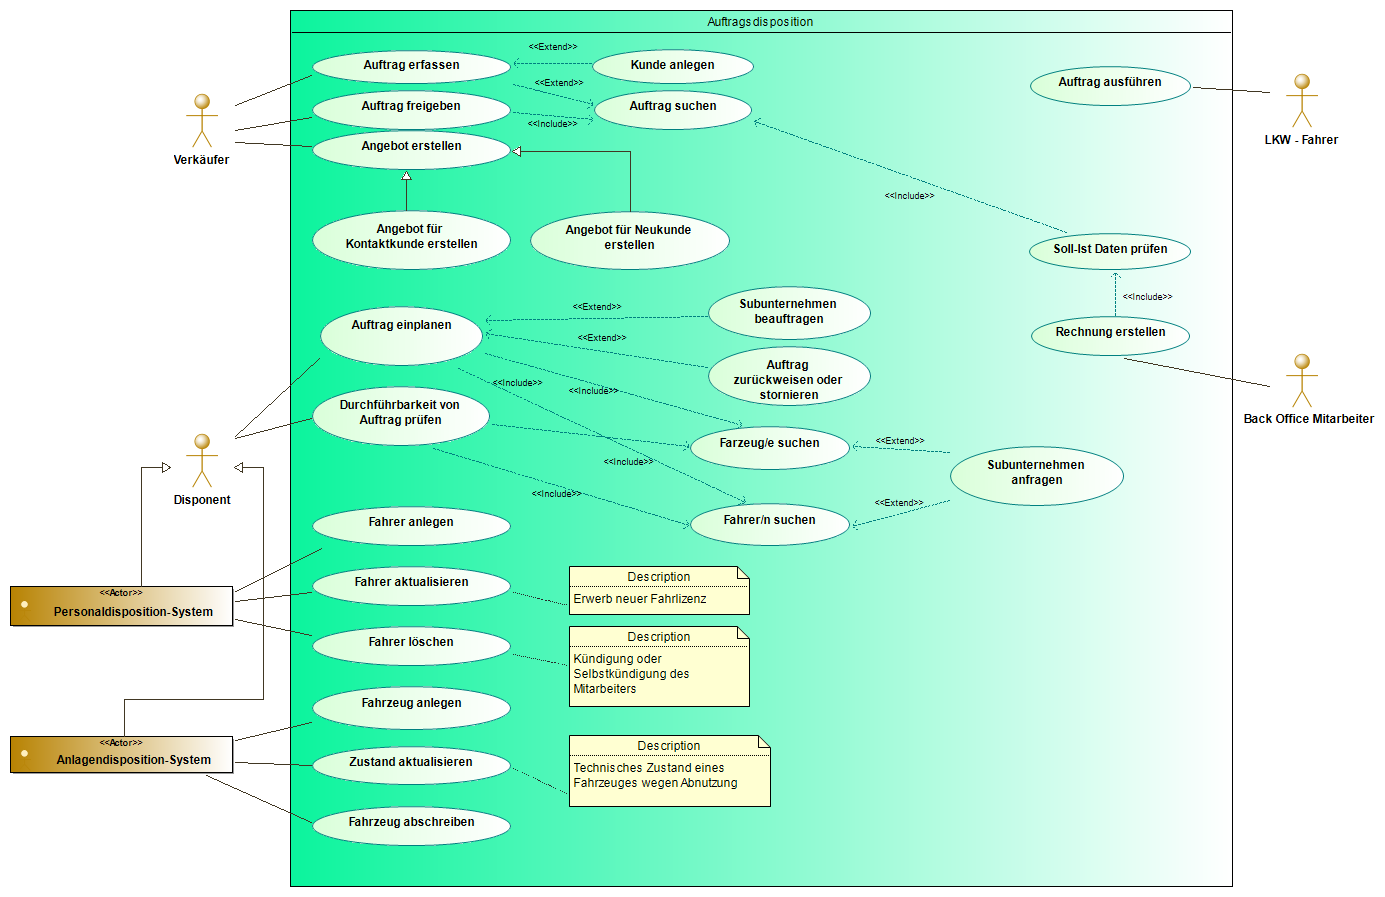 Auftragsdisposition
<<Extend>>
Auftrag erfassen
Kunde anlegen
<<Extend>>
Auftrag ausführen
Auftrag freigeben
Auftrag suchen
<<Include>>
LKW - Fahrer
Verkäufer
Angebot erstellen
<<Include>>
Angebot für
Kontaktkunde erstellen
Angebot für Neukunde
erstellen
Soll-Ist Daten prüfen
<<Include>>
Subunternehmen
beauftragen
<<Extend>>
Auftrag einplanen
<<Extend>>
Rechnung erstellen
Auftrag
zurückweisen oder
stornieren
<<Include>>
<<Include>>
Back Office Mitarbeiter
Durchführbarkeit von
Auftrag prüfen
Farzeug/e suchen
<<Extend>>
<<Include>>
Subunternehmen
anfragen
Disponent
<<Include>>
<<Extend>>
Fahrer/n suchen
Fahrer anlegen
<<Actor>>
Personaldisposition-System
Fahrer aktualisieren
Description
Erwerb neuer Fahrlizenz
Fahrer löschen
Description
Kündigung oder
Selbstkündigung des
Mitarbeiters
Fahrzeug anlegen
<<Actor>>
Anlagendisposition-System
Zustand aktualisieren
Description
Technisches Zustand eines
Fahrzeuges wegen Abnutzung
Fahrzeug abschreiben